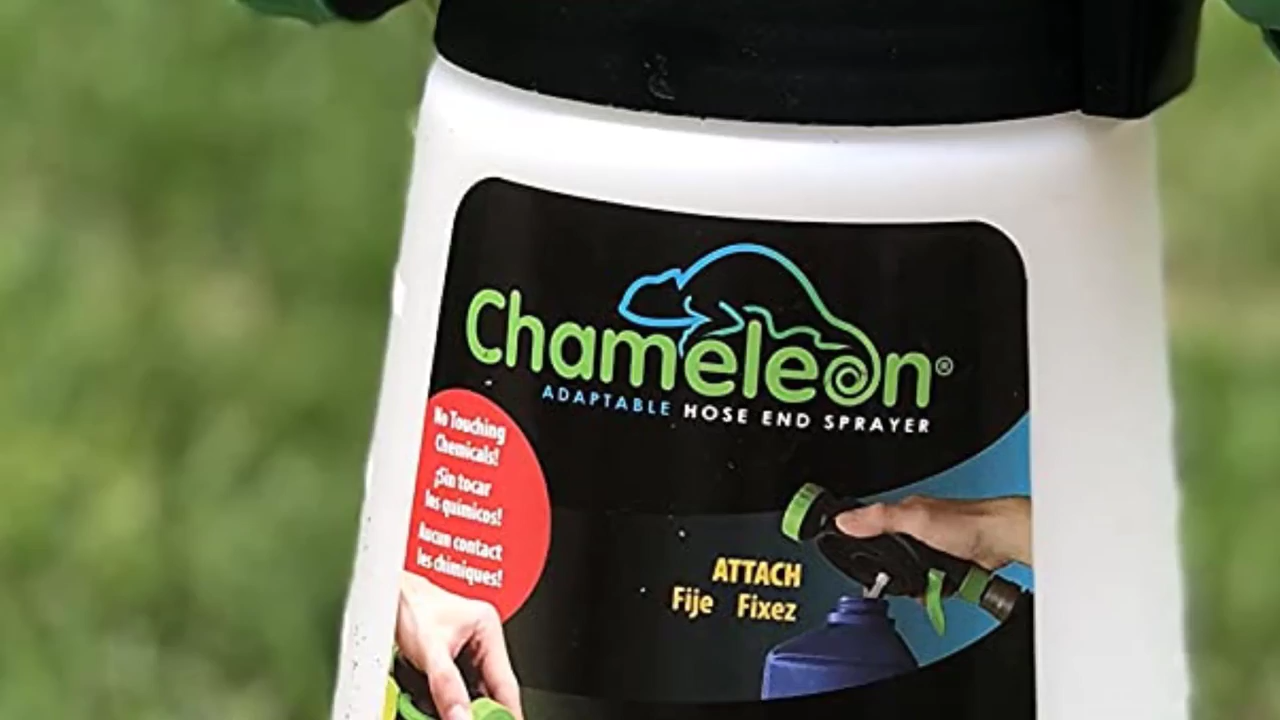 Chameleon®
ADAPTABLE HOSE END SPRAYER
No Touching
Chemicals!
¡Sin tocar
los químicos!
Aucun contact
les chimiques!
ATTACH
Fije Fixez